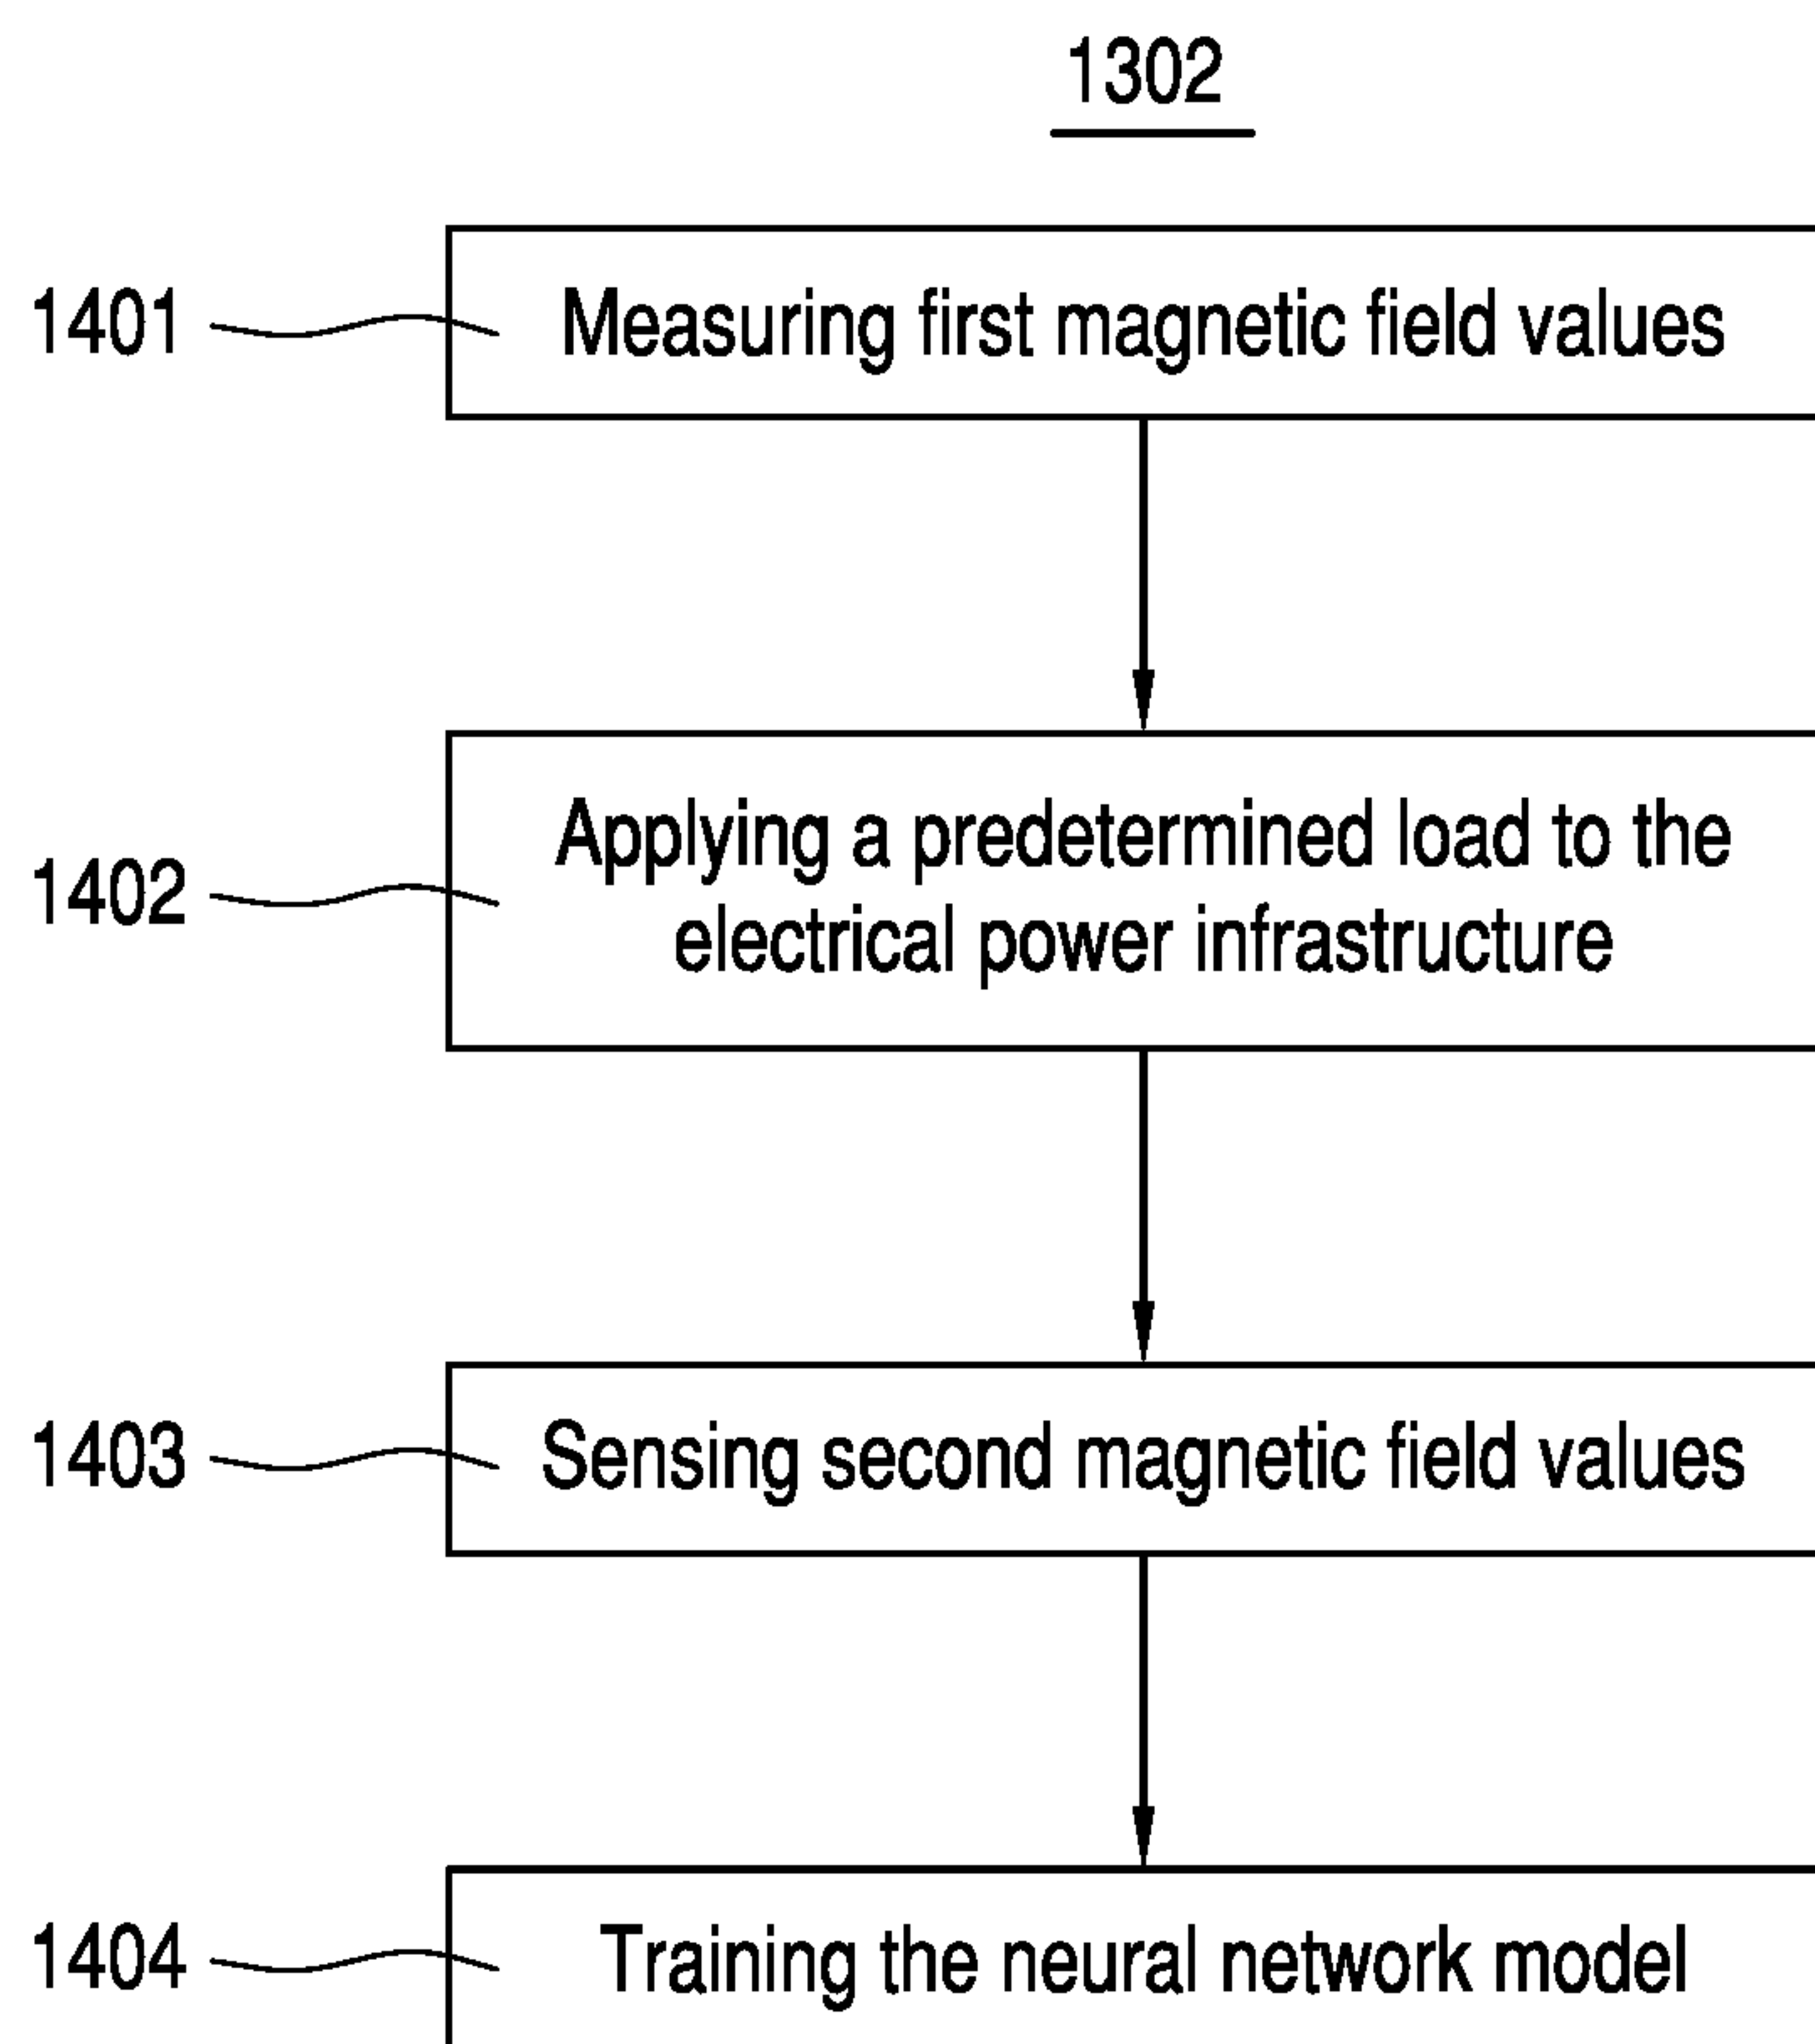 1302
1401
Measuring first magnetic field values
1402
Applying a predetermined load to the
electrical power infrastructure
1403
Sensing second magnetic field values
1404
Training the neural network model